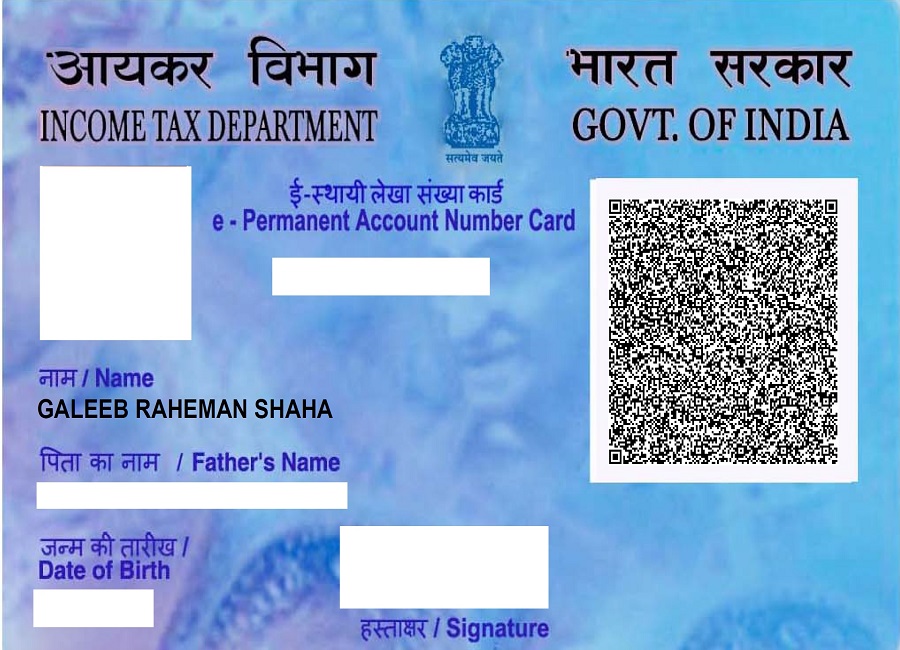 आयकर विभाग
INCOME TAX DEPARTMENT
सत्यमेव जयते
भारत सरकार
GOVT. OF INDIA
ई-स्थायी लेखा संख्या कार्ड
e - Permanent Account Number Card
नाम / Name
GALEEB RAHEMAN SHAHA
पिता का नाम / Father's Name
जन्म की तारीख /
Date of Birth
हस्ताक्षर / Signature